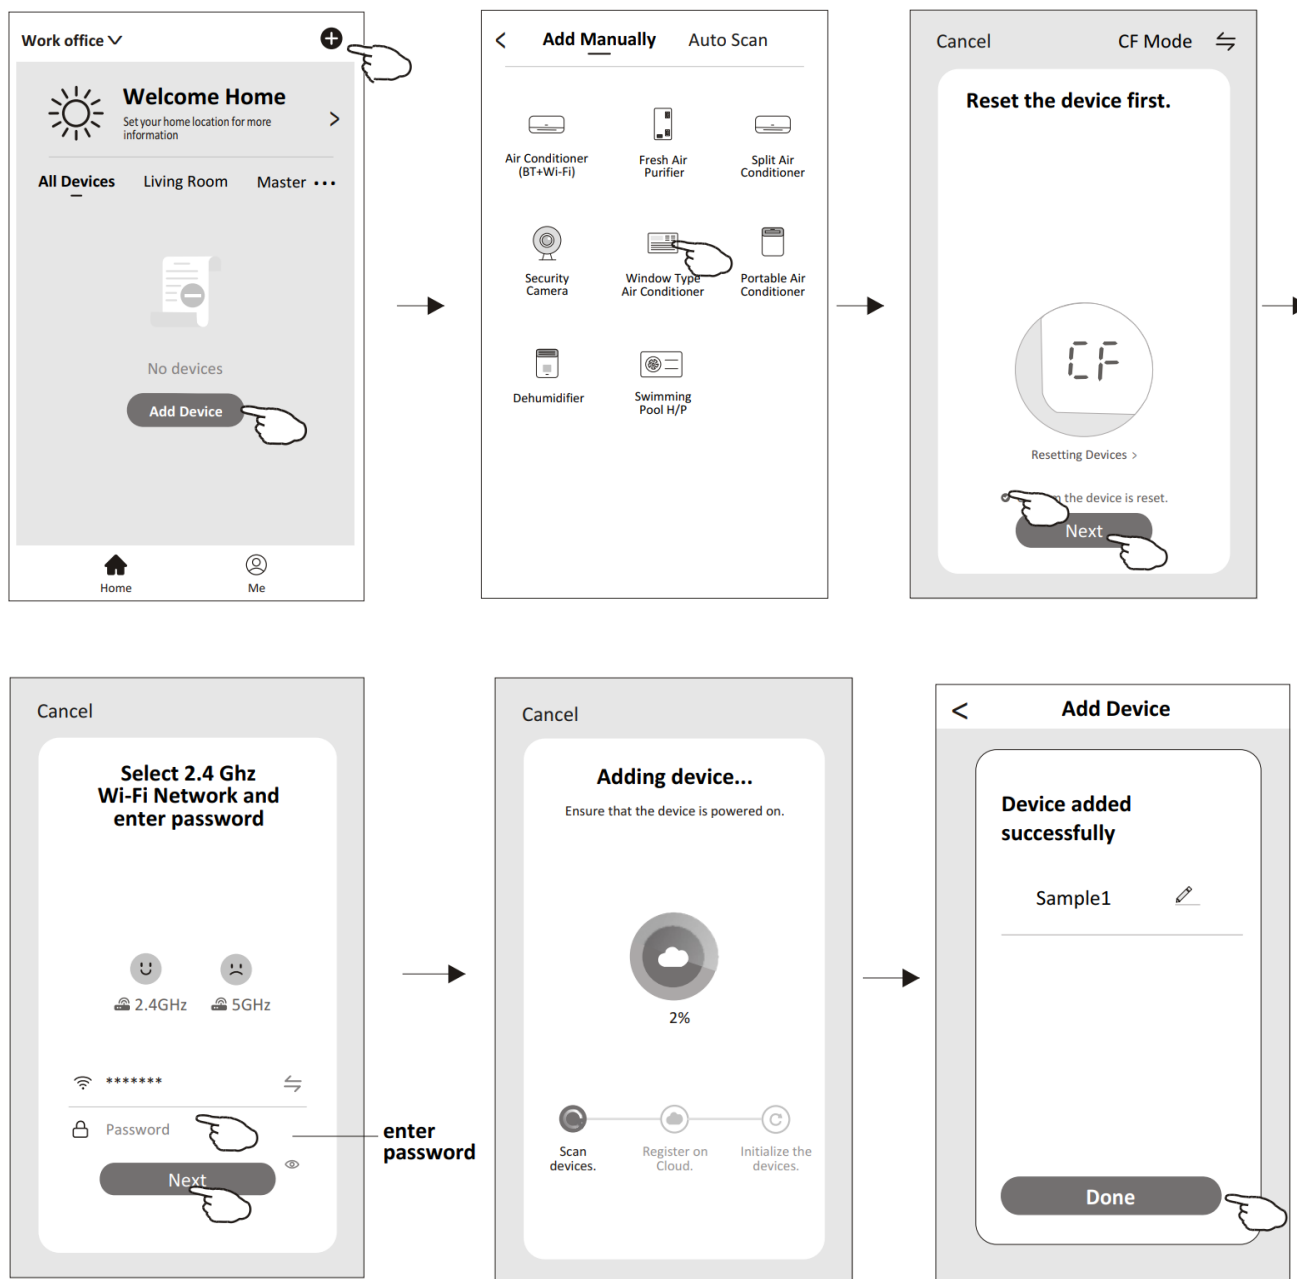 Work office
Welcome Home
Set your home location for more
information
All Devices Living Room Master ...
No devices
Add Device
Home Me
Add Manually Auto Scan
Air Conditioner
(BT+Wi-Fi)
Fresh Air
Purifier
Split Air
Conditioner
Security
Camera
Window Type
Air Conditioner
Portable Air
Conditioner
Dehumidifier
Swimming
Pool H/P
Cancel CF Mode
Reset the device first.
CF
Resetting Devices >
the device is reset.
Next
Cancel
Select 2.4 Ghz
Wi-Fi Network and
enter password
2.4GHz 5GHz
*******
Password
Next
enter
password
Cancel
Adding device...
Ensure that the device is powered on.
2%
Scan
devices.
Register on
Cloud.
Initialize the
devices.
< Add Device
Device added
successfully
Sample1
Done